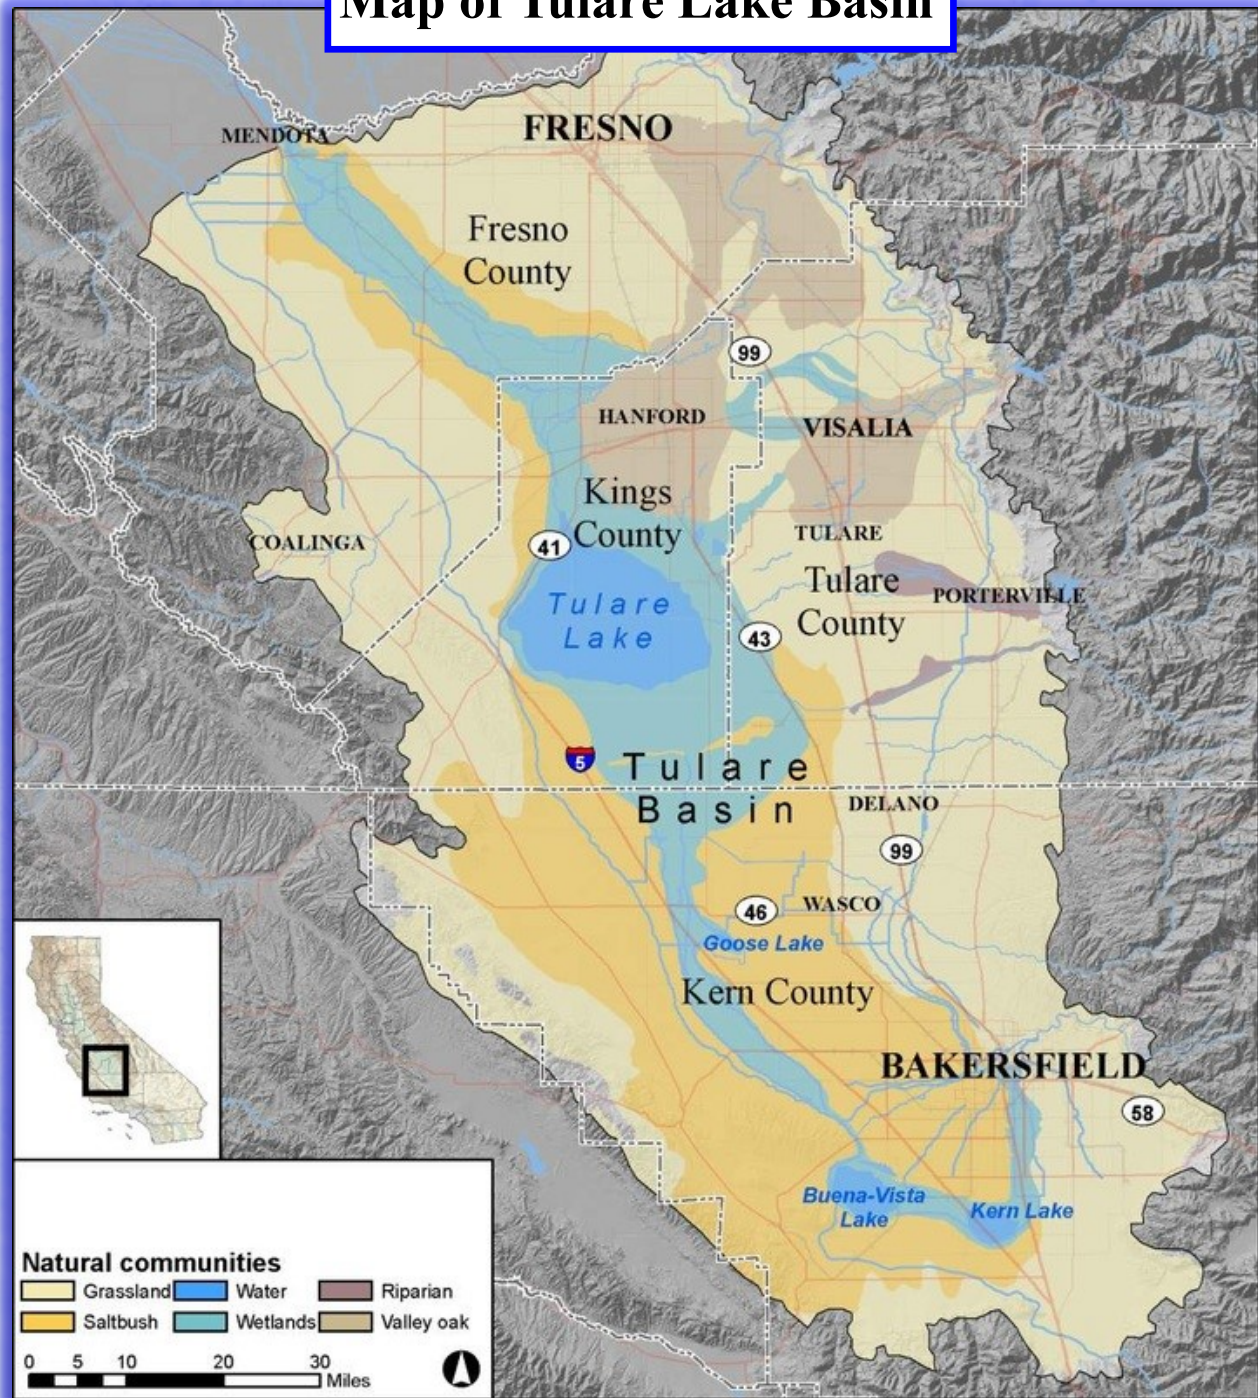 Map of Tulare Lake Basin
MENDOTA
FRESNO
Fresno
County
99
HANFORD
VISALIA
Kings
County
41
COALINGA
TULARE
Tulare
County
PORTERVILLE
Tulare
Lake
43
5
Tulare
Basin
DELANO
99
46
WASCO
Goose Lake
Kern County
BAKERSFIELD
58
Buena-Vista
Lake
Kern Lake
Natural communities
Grassland Water Riparian
Saltbush Wetlands Valley oak
0 5 10 20 30
Miles